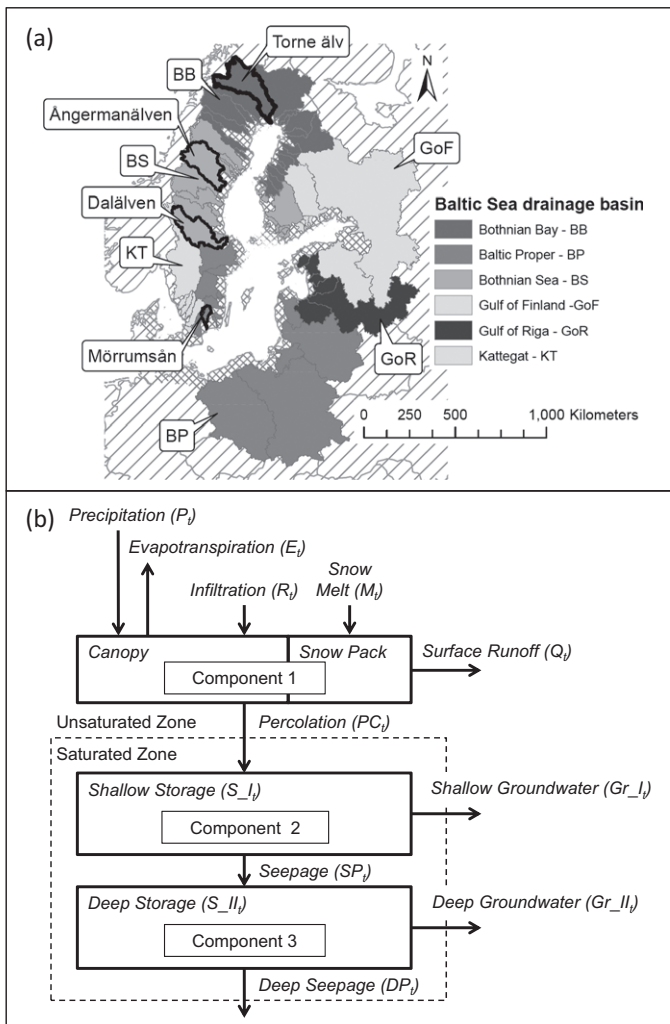 (a)
Torne älv
BB
N
Ångermanälven
GoF
BS
Baltic Sea drainage basin
Dalälven
Bothnian Bay - BB
KT
Baltic Proper - BP
Bothnian Sea - BS
Gulf of Finland -GoF
Gulf of Riga - GoR
Kattegat - KT
Mörrumsån
GoR
BP
0 250 500 1,000 Kilometers
(b)
Precipitation (Pt)
Evapotranspiration (Et)
Snow
Infiltration (Rt) Melt (Mt)
Canopy Snow Pack Surface Runoff (Qt)
Component 1
Unsaturated Zone Percolation (PCt)
Saturated Zone
Shallow Storage (S_It) Shallow Groundwater (Gr_It)
Component 2
Seepage (SPt)
Deep Storage (S_IIt) Deep Groundwater (Gr_IIt)
Component 3
Deep Seepage (DPt)